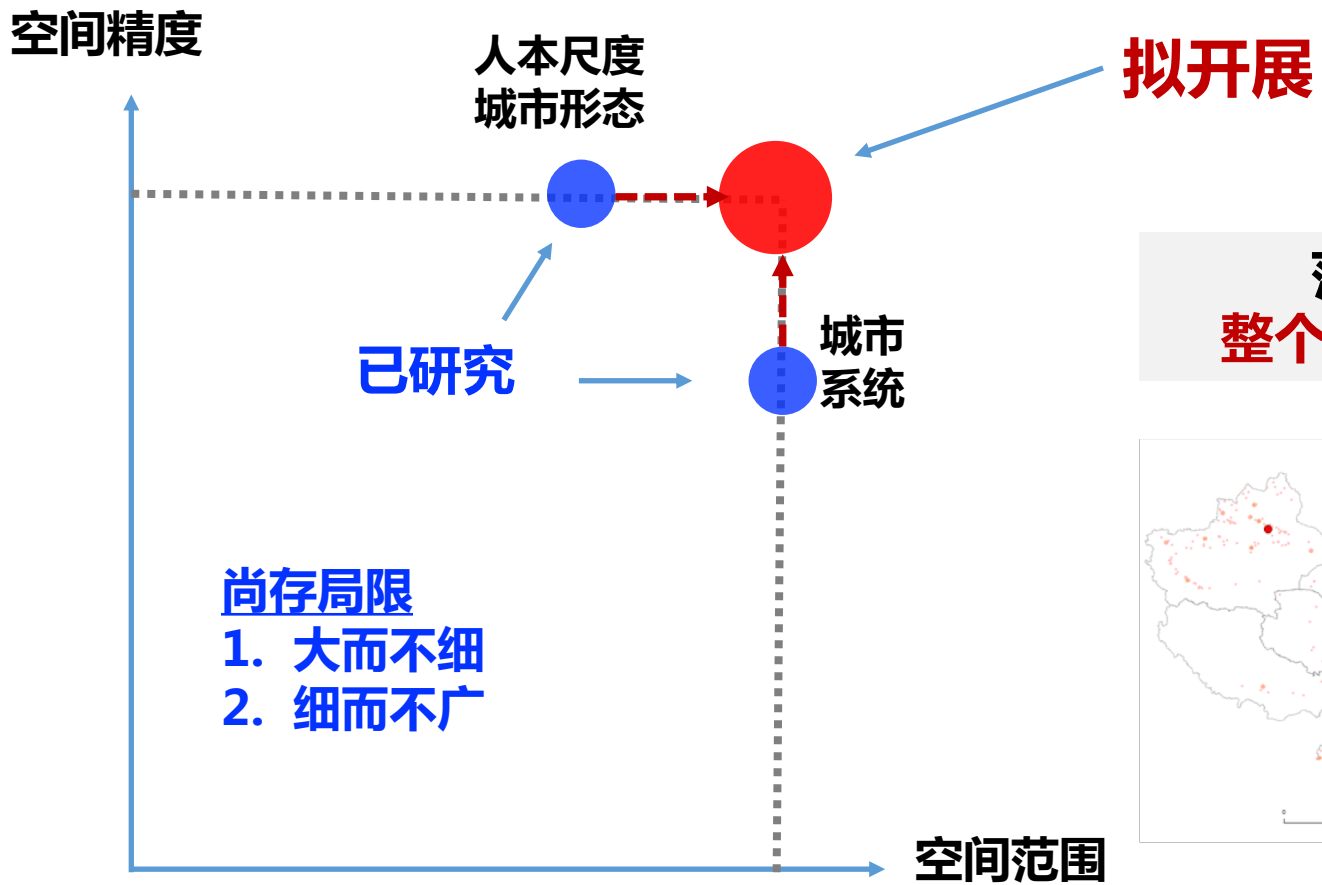 空间精度
人本尺度
城市形态
拟开展
已研究
城市
系统
整个
尚存局限
1. 大而不细
2. 细而不广
空间范围